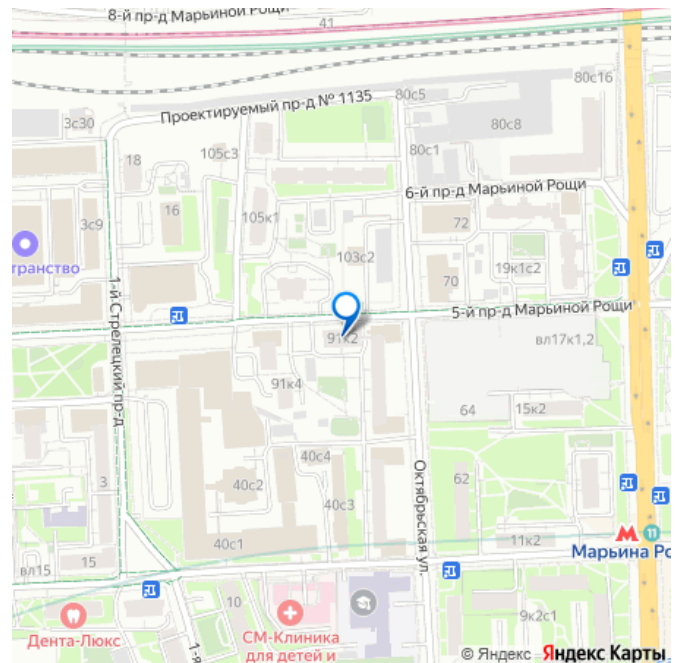 8-й пр-д Марьиной Рощи
41
80с16
Проектируемый пр-д № 1135
80с5
3с30
80с8
105с3
80с1
18
6-й пр-д Марьиной Рощи
16
105к1
72
3с9
транство
103с2
19к1с2
70
1-й Стрелецкий пр-д
5-й пр-д Марьиной Рощи
91к2
вл17к1,2
91к4
64
15к2
40с4
Октябрьская ул.
62
3
40с2
40с3
40с1
11к2
11
Марьина Ро
вл15
15
10
9к2с1
Дента-Люкс
СМ-Клиника
для детей и
1-я
© Яндекс Яндекс Карты